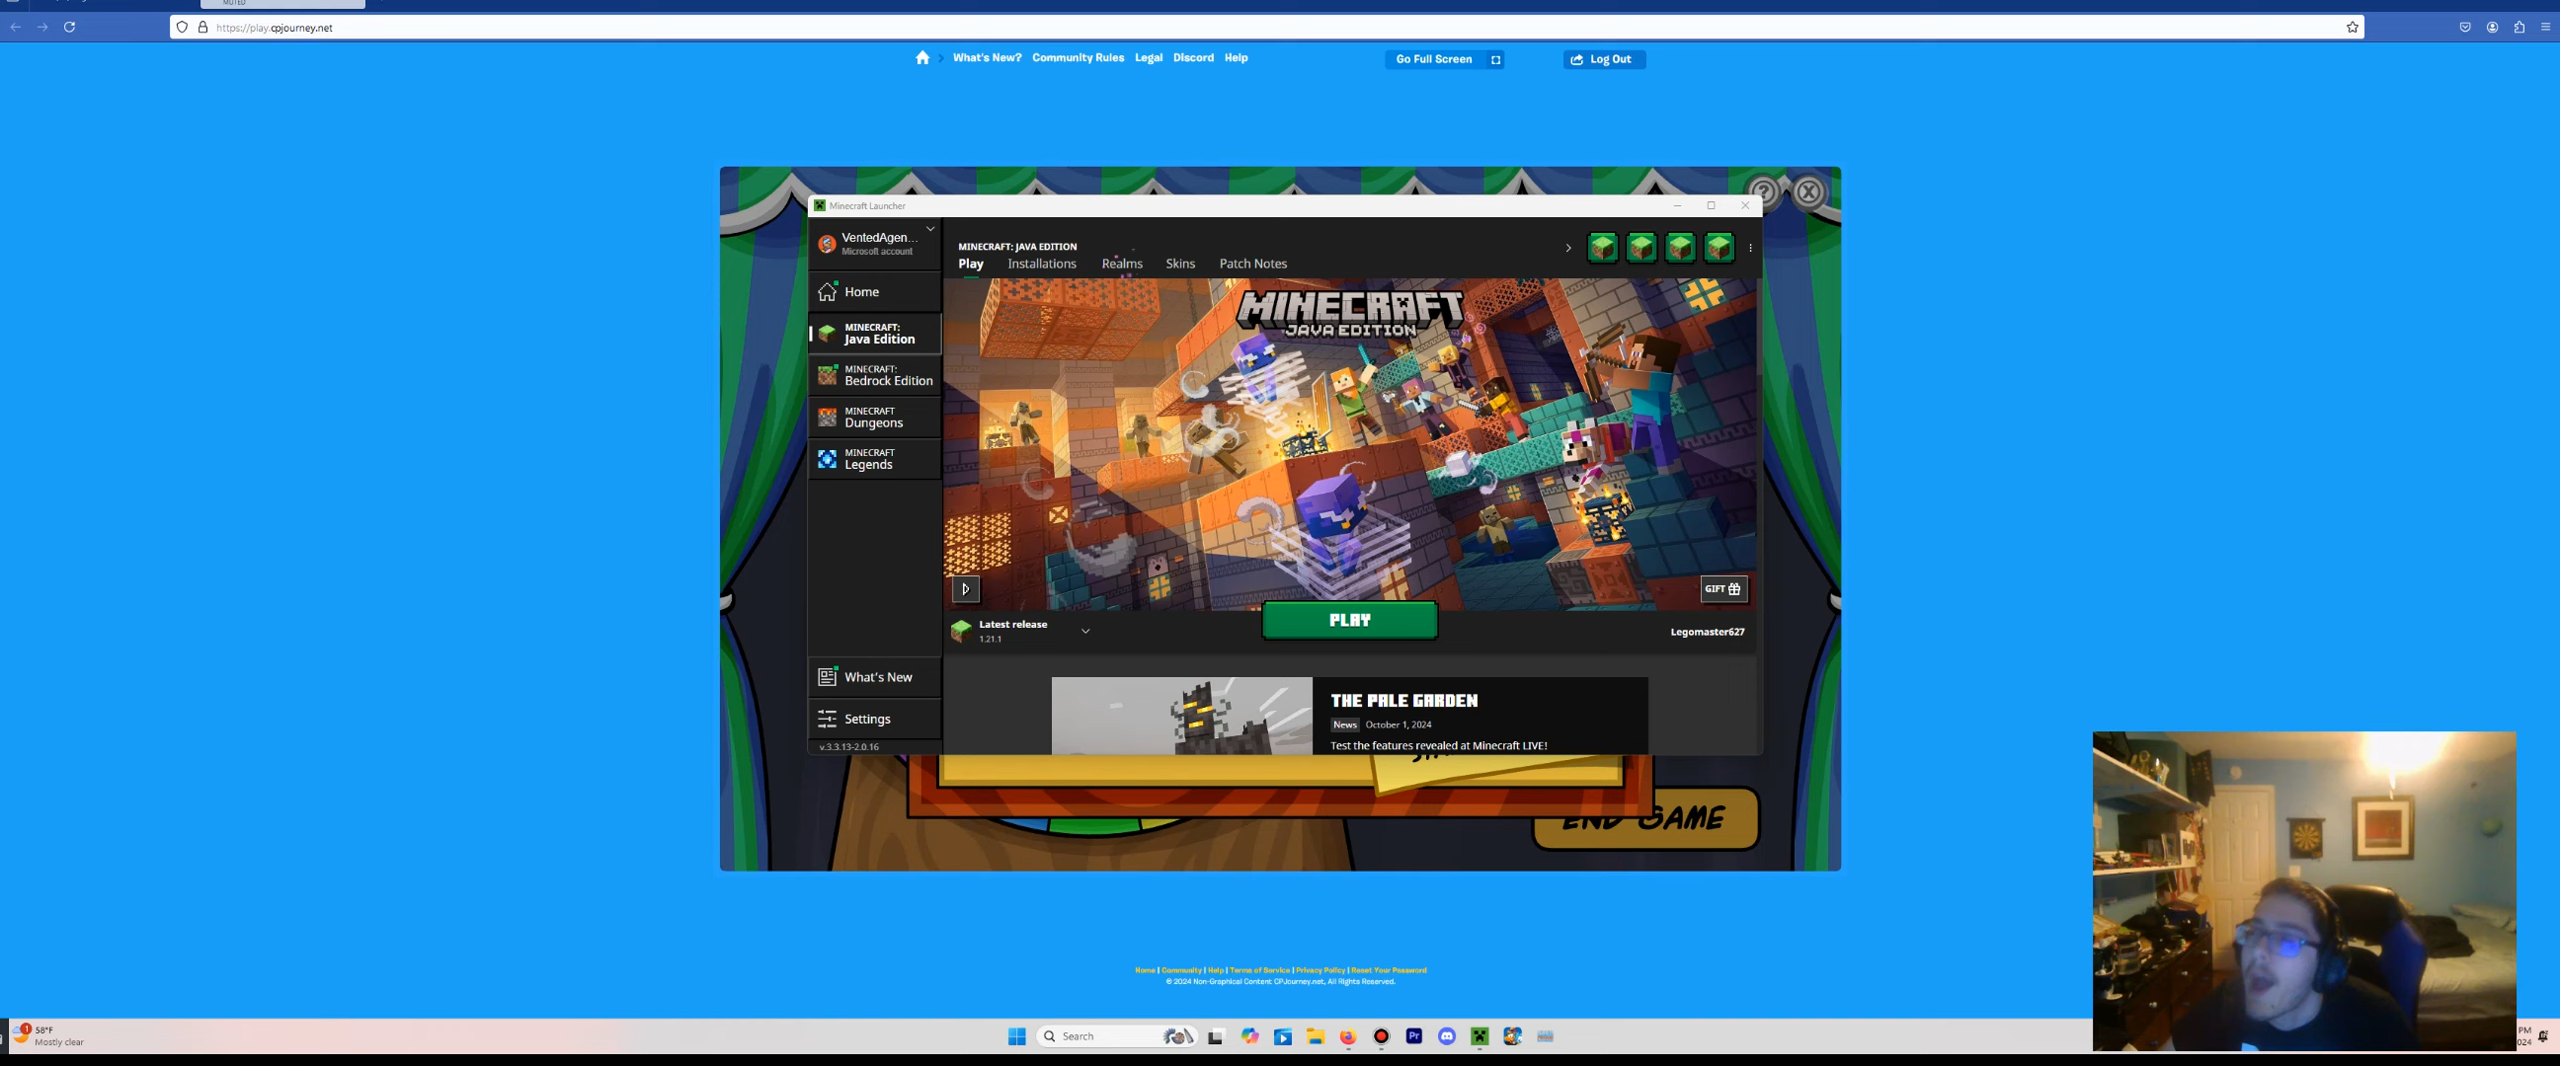 MUTED
https://play.cpjourney.net
What's New? Community Rules Legal Discord Help
Go Full Screen
Log Out
Minecraft Launcher
VentedAgen...
Microsoft account
Home
MINECRAFT:
Java Edition
MINECRAFT:
Bedrock Edition
MINECRAFT
Dungeons
MINECRAFT
Legends
What's New
Settings
v.3.3.13-2.0.16
MINECRAFT: JAVA EDITION
Play Installations Realms Skins Patch Notes
MINECRAFT
JAVA EDITION
GIFT
Latest release
1.21.1
PLAY
Legomaster627
THE PALE GARDEN
News October 1, 2024
Test the features revealed at Minecraft LIVE!
END GAME
Home | Community | Help | Terms of Service | Privacy Policy | Reset Your Password
© 2024 Non-Graphical Content CPJourney.net, All Rights Reserved.
1
58°F
Mostly clear
Search
Pr
PM
024